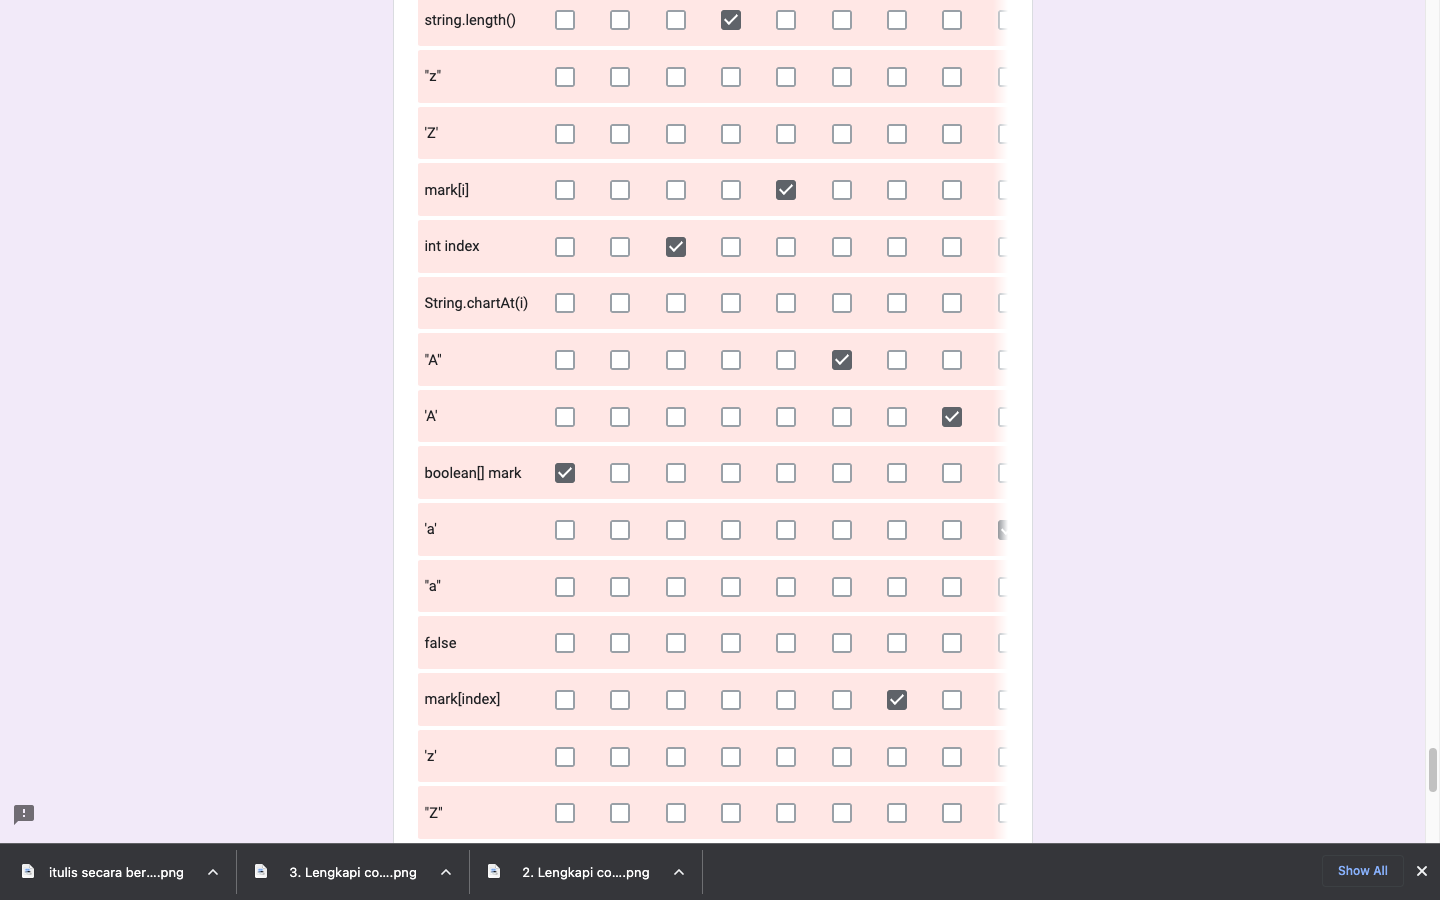 string.length()
"z"
'Z'
mark[i]
int index
String.chartAt(i)
"A"
'A'
boolean[] mark
'a'
"a"
false
mark[index]
'z'
"Z"
itulis secara ber....png
3. Lengkapi co....png
2. Lengkapi co....png
Show All